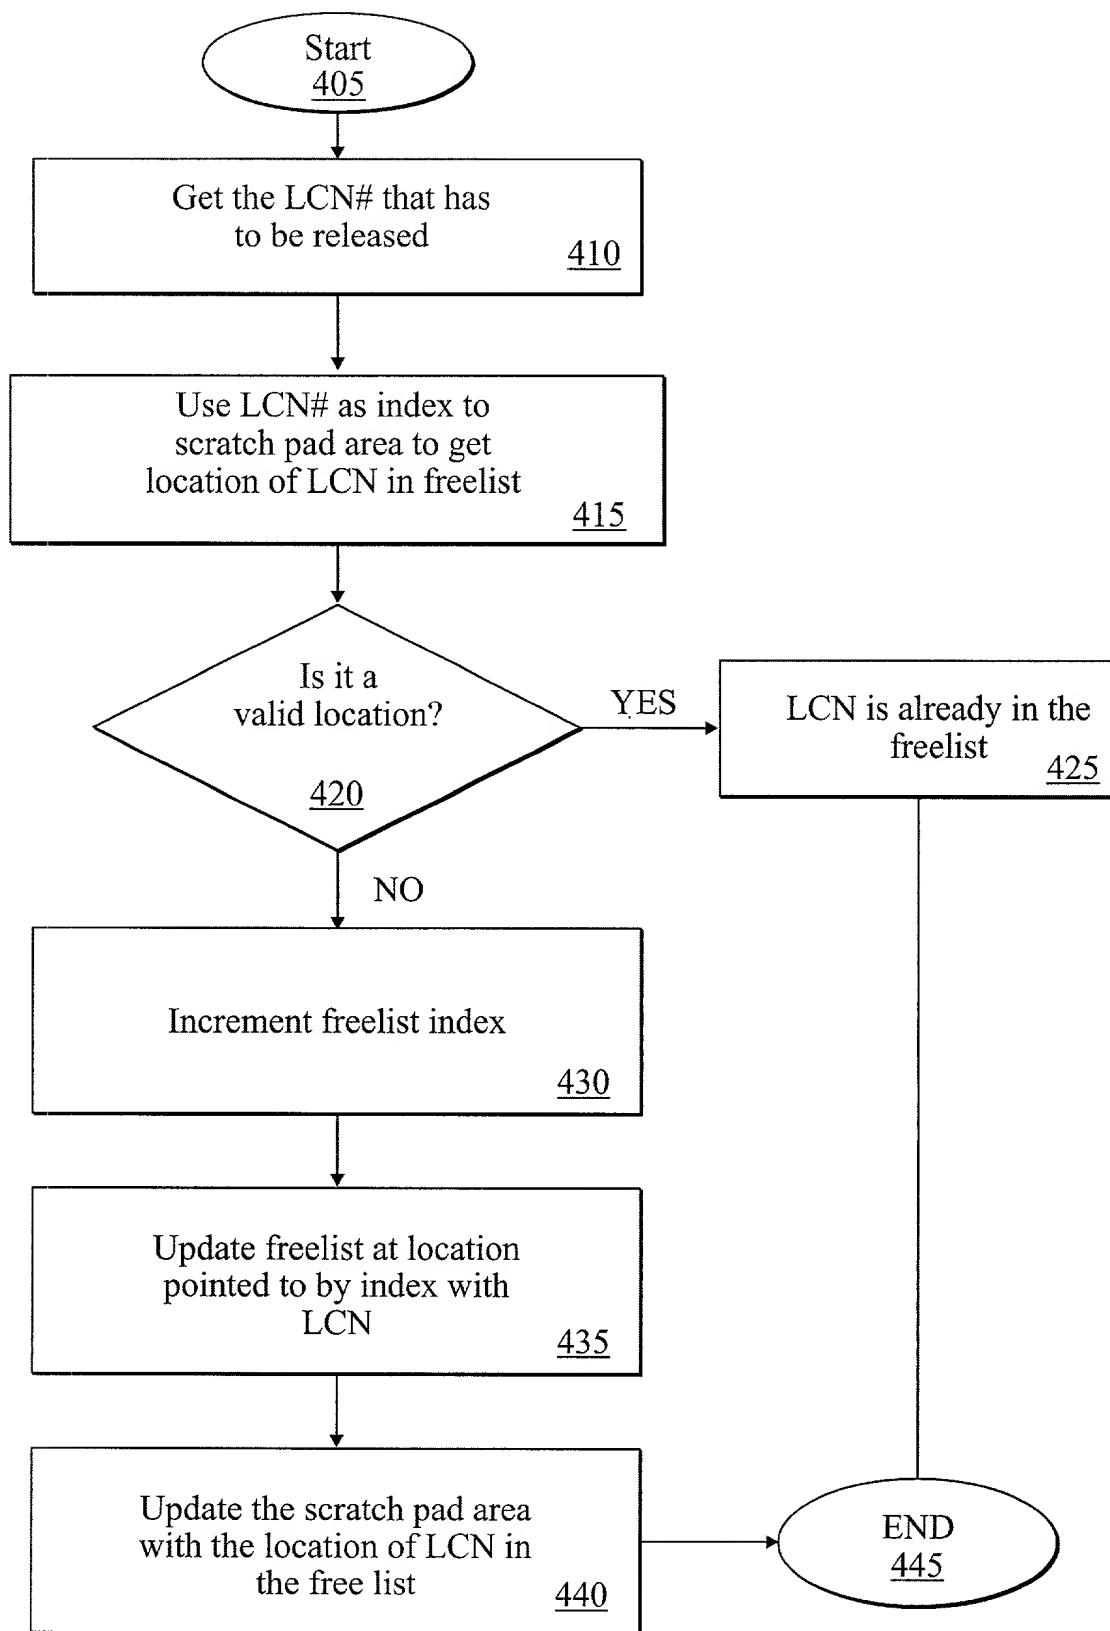 Start
405
Get the LCN# that has
to be released
410
Use LCN# as index to
scratch pad area to get
location of LCN in freelist
415
Is it a
valid location?
420
YES
LCN is already in the
freelist
425
NO
Increment freelist index
430
Update freelist at location
pointed to by index with
LCN
435
Update the scratch pad area
with the location of LCN in
the free list
440
END
445